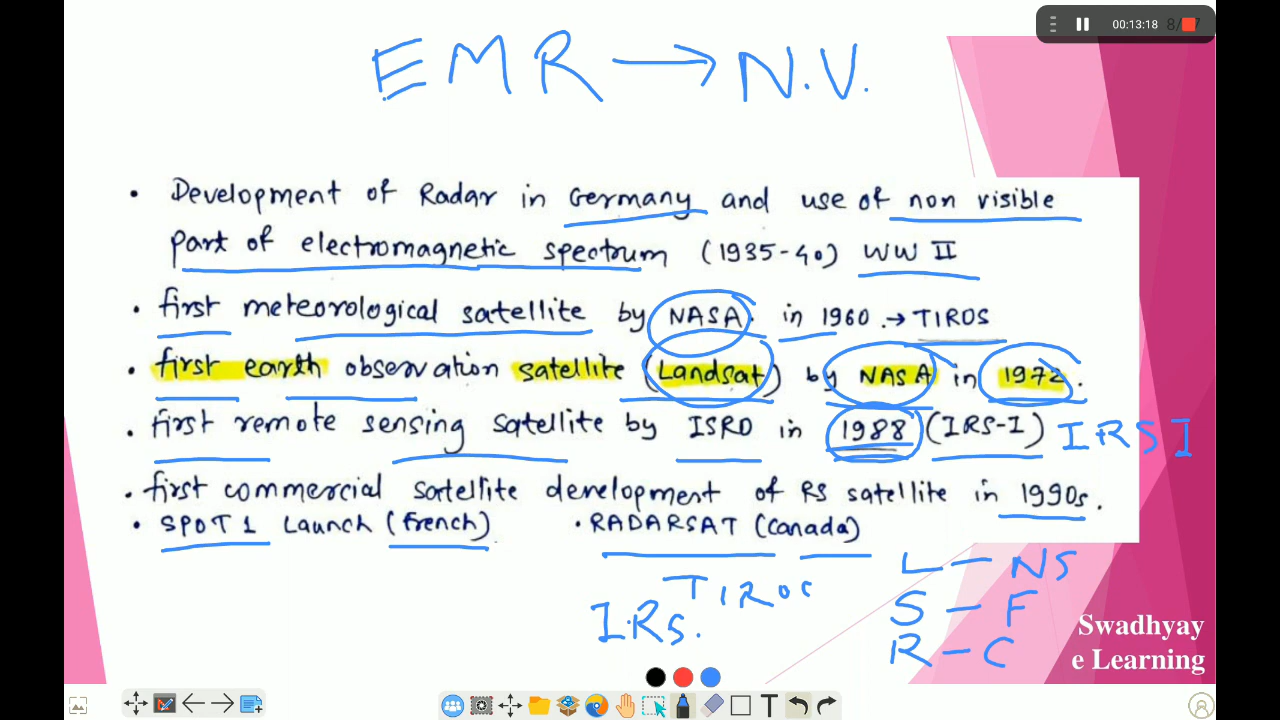 00:13:18
EMR → N.V.
• Development of Radar in Germany and use of non visible
part of electromagnetic spectrum (1935-40) WW II
• first meteorological satellite by NASA in 1960. → TIROS
• first earth observation satellite (Landsat) by NASA in 1972.
• first remote sensing satellite by ISRO in 1988 (IRS-I) IRS I
• first commercial satellite development of RS satellite in 1990s.
• SPOT 1 Launch (French) • RADARSAT (Canada)
L — NS
TIROS
I.Rs.
S — F
R — C
Swadhyay
e Learning